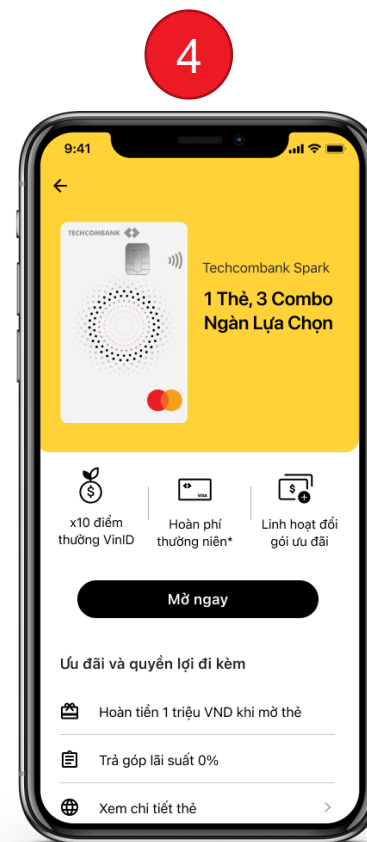 4
9:41
TECHCOMBANK
Techcombank Spark
1 Thẻ, 3 Combo
Ngàn Lựa Chọn
$
VISA
$
x10 điểm
thưởng VinID
Hoàn phí
thường niên*
Linh hoạt đổi
gói ưu đãi
Mở ngay
Ưu đãi và quyền lợi đi kèm
Hoàn tiền 1 triệu VND khi mở thẻ
Trả góp lãi suất 0%
Xem chi tiết thẻ